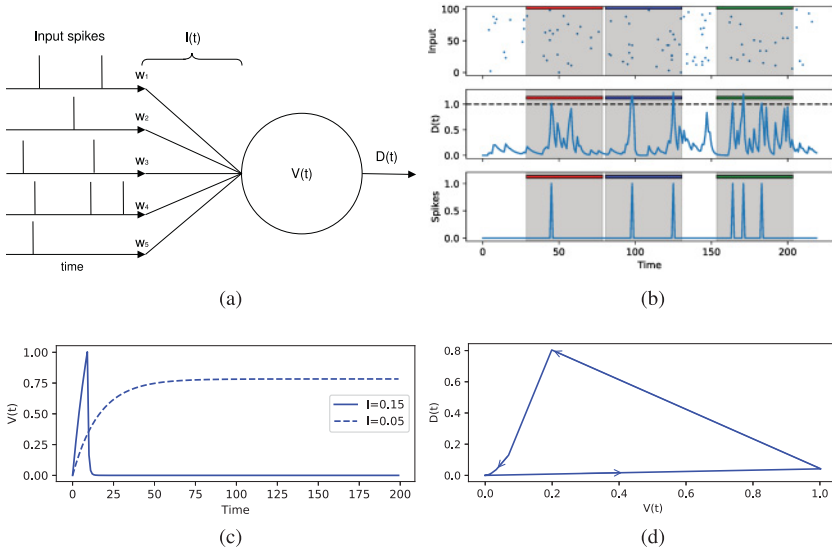 Input spikes
I(t)
w1
w2
w3
w4
w5
V(t)
D(t)
time
(a)
Input
100
50
0
D(t)
1.0
0.5
0.0
Spikes
1.0
0.5
0.0
0
50
100
150
200
Time
(b)
V(t)
1.00
0.75
0.50
0.25
0.00
I=0.15
I=0.05
0
25
50
75
100
125
150
175
200
Time
(c)
D(t)
0.8
0.6
0.4
0.2
0.0
0.0
0.2
0.4
0.6
0.8
1.0
V(t)
(d)